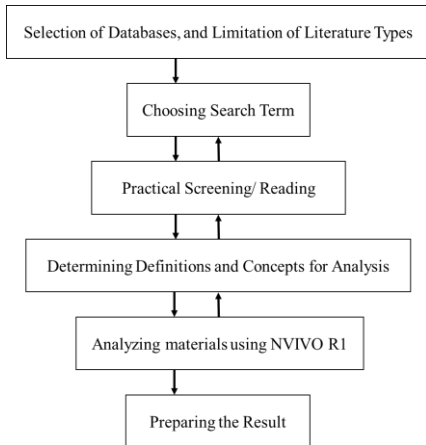 Selection of Databases, and Limitation of Literature Types
Choosing Search Term
Practical Screening/ Reading
Determining Definitions and Concepts for Analysis
Analyzing materials using NVIVO R1
Preparing the Result